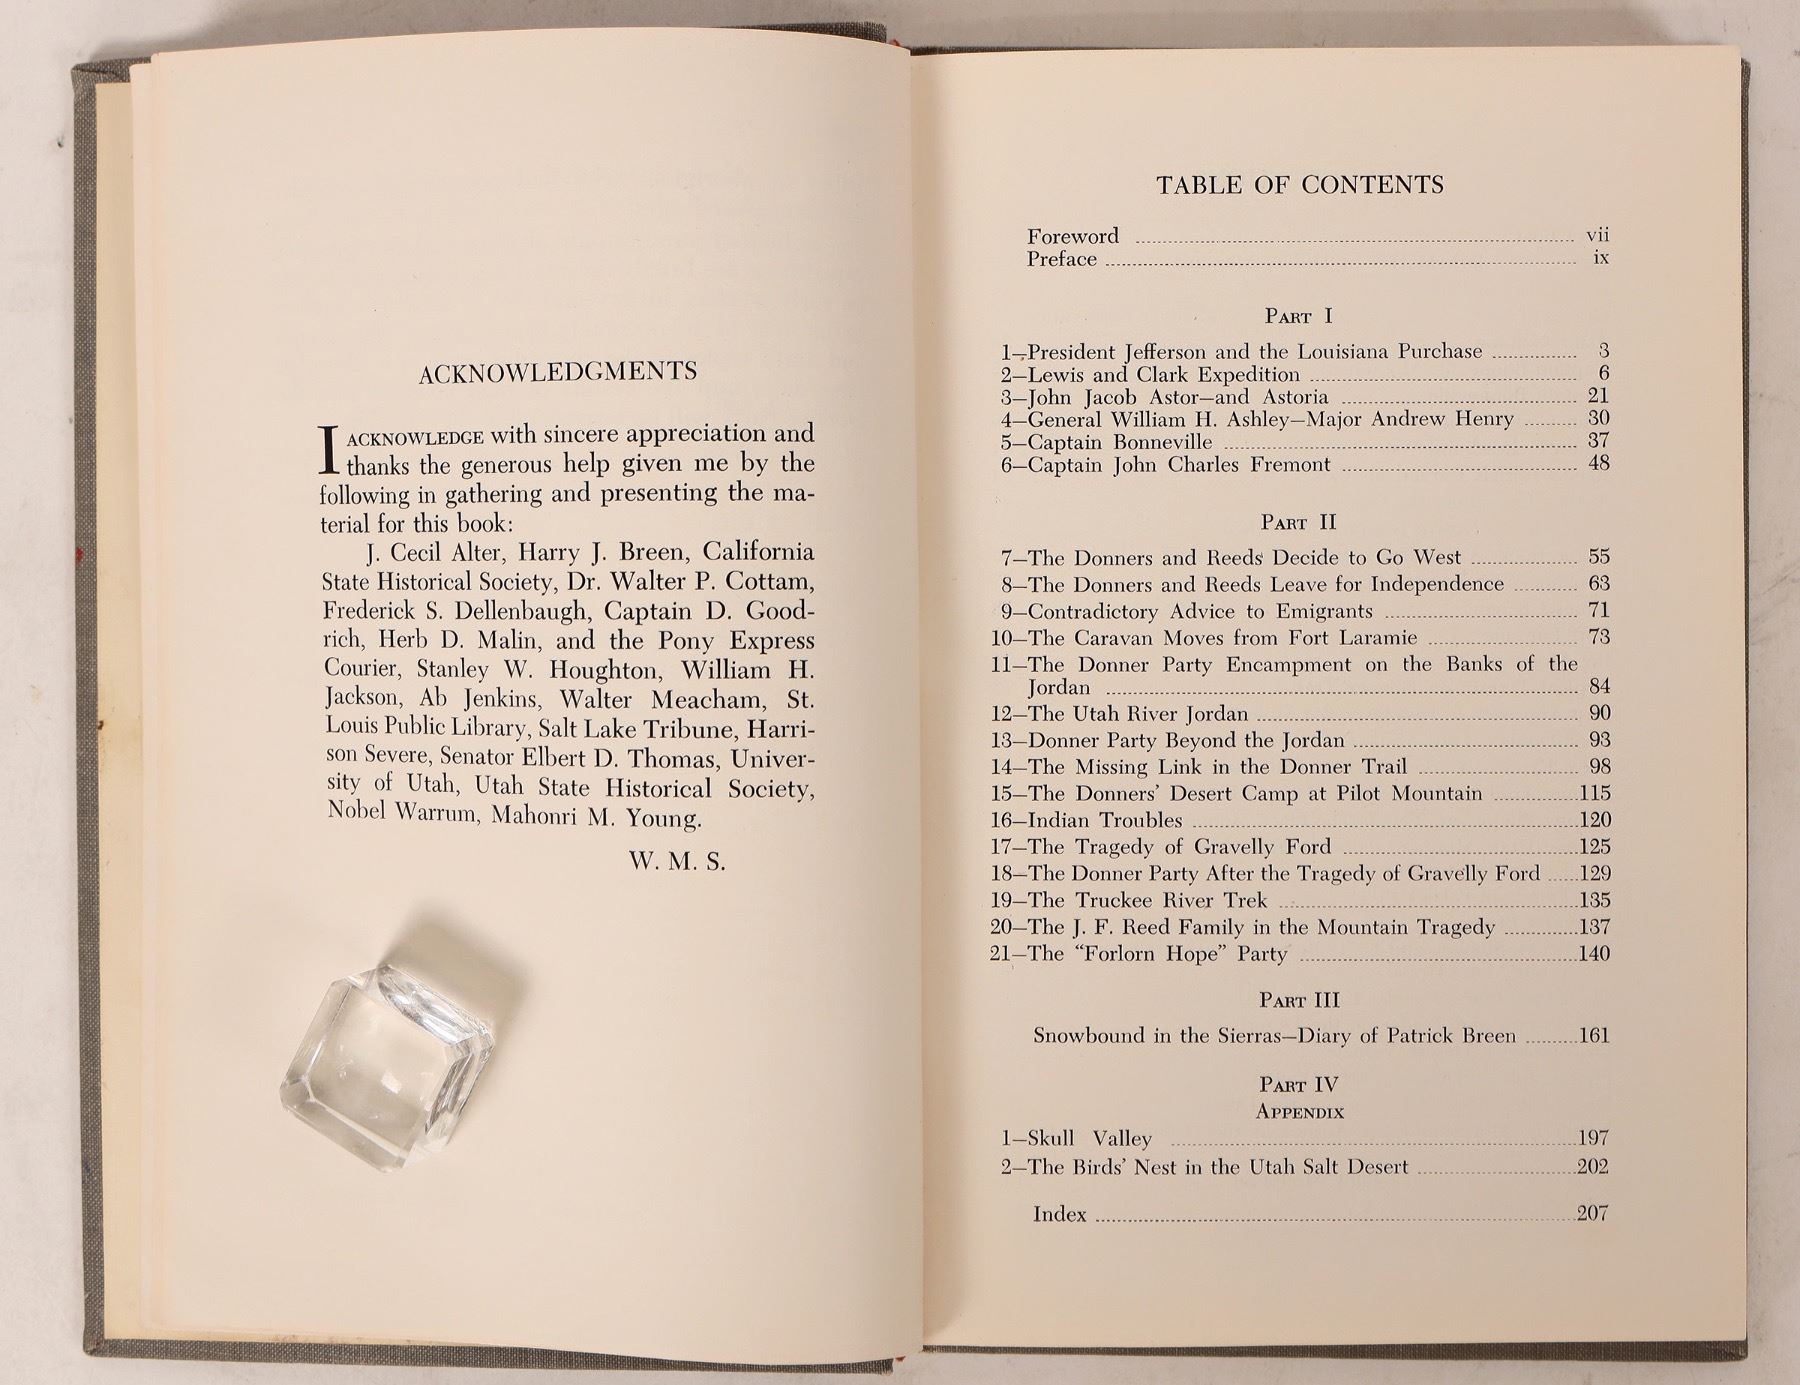 ACKNOWLEDGMENTS
I ACKNOWLEDGE with sincere appreciation and
thanks the generous help given me by the
following in gathering and presenting the ma-
terial for this book:
J. Cecil Alter, Harry J. Breen, California
State Historical Society, Dr. Walter P. Cottam,
Frederick S. Dellenbaugh, Captain D. Good-
rich, Herb D. Malin, and the Pony Express
Courier, Stanley W. Houghton, William H.
Jackson, Ab Jenkins, Walter Meacham, St.
Louis Public Library, Salt Lake Tribune, Harri-
son Severe, Senator Elbert D. Thomas, Univer-
sity of Utah, Utah State Historical Society,
Nobel Warrum, Mahonri M. Young.
W. M. S.
TABLE OF CONTENTS
Foreword ........ vii
Preface ........ ix
PART I
1—President Jefferson and the Louisiana Purchase ........ 3
2—Lewis and Clark Expedition ........ 6
3—John Jacob Astor—and Astoria ........ 21
4—General William H. Ashley—Major Andrew Henry ........ 30
5—Captain Bonneville ........ 37
6—Captain John Charles Fremont ........ 48
PART II
7—The Donners and Reeds Decide to Go West ........ 55
8—The Donners and Reeds Leave for Independence ........ 63
9—Contradictory Advice to Emigrants ........ 71
10—The Caravan Moves from Fort Laramie ........ 73
11—The Donner Party Encampment on the Banks of the
Jordan ........ 84
12—The Utah River Jordan ........ 90
13—Donner Party Beyond the Jordan ........ 93
14—The Missing Link in the Donner Trail ........ 98
15—The Donners' Desert Camp at Pilot Mountain ........ 115
16—Indian Troubles ........ 120
17—The Tragedy of Gravelly Ford ........ 125
18—The Donner Party After the Tragedy of Gravelly Ford ........ 129
19—The Truckee River Trek ........ 135
20—The J. F. Reed Family in the Mountain Tragedy ........ 137
21—The "Forlorn Hope" Party ........ 140
PART III
Snowbound in the Sierras—Diary of Patrick Breen ........ 161
PART IV
APPENDIX
1—Skull Valley ........ 197
2—The Birds' Nest in the Utah Salt Desert ........ 202
Index ........ 207